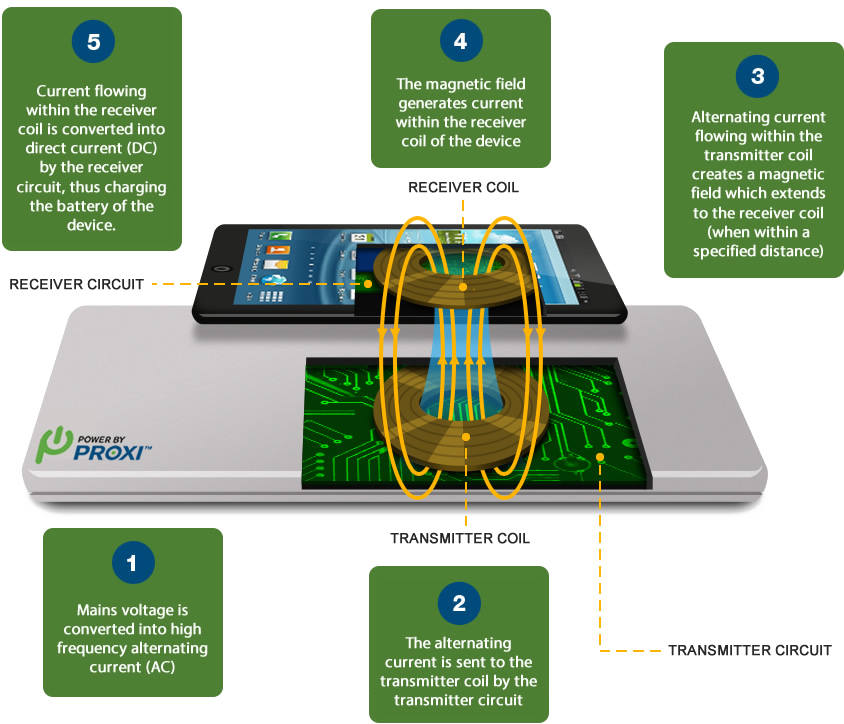 5
Current flowing
within the receiver
coil is converted into
direct current (DC)
by the receiver
circuit, thus charging
the battery of the
device.
4
The magnetic field
generates current
within the receiver
coil of the device
3
Alternating current
flowing within the
transmitter coil
creates a magnetic
field which extends
to the receiver coil
(when within a
specified distance)
RECEIVER COIL
RECEIVER CIRCUIT
POWER BY
PROXI™
TRANSMITTER COIL
TRANSMITTER CIRCUIT
1
Mains voltage is
converted into high
frequency alternating
current (AC)
2
The alternating
current is sent to the
transmitter coil by the
transmitter circuit